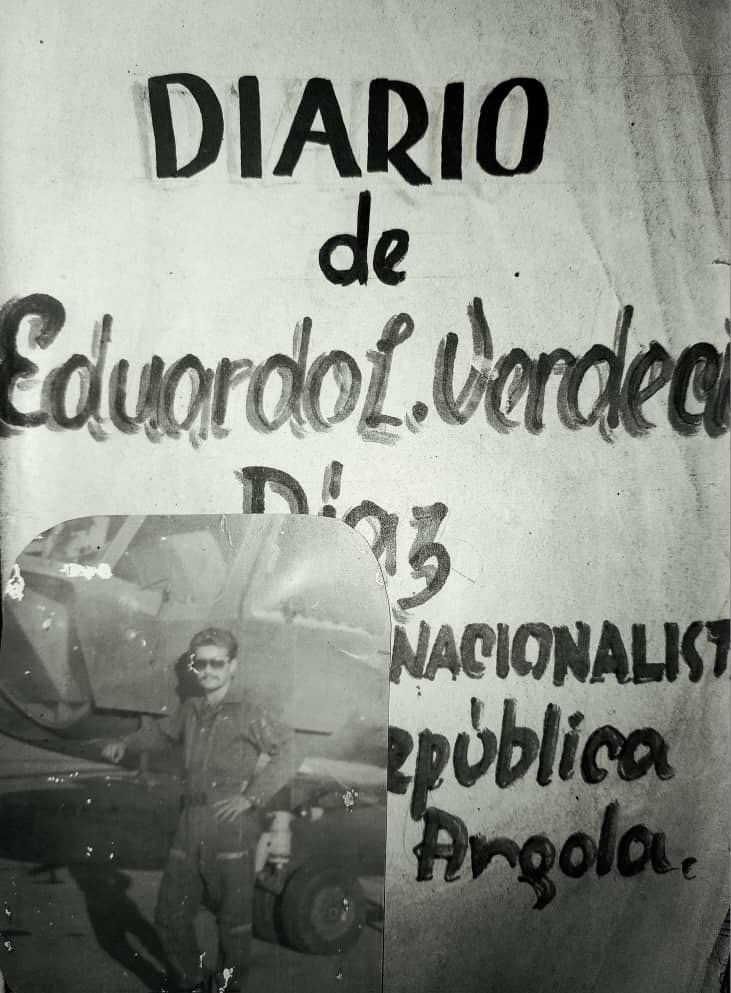 DIARIO
de
Eduardo L. Verdeci
Díaz
NACIONALIST
epública
Angola.